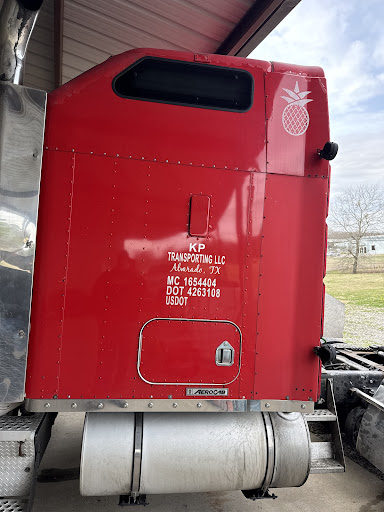 KP
TRANSPORTING LLC
Alvarado, TX
MC 1654404
DOT 4263108
USDOT
AEROCAB